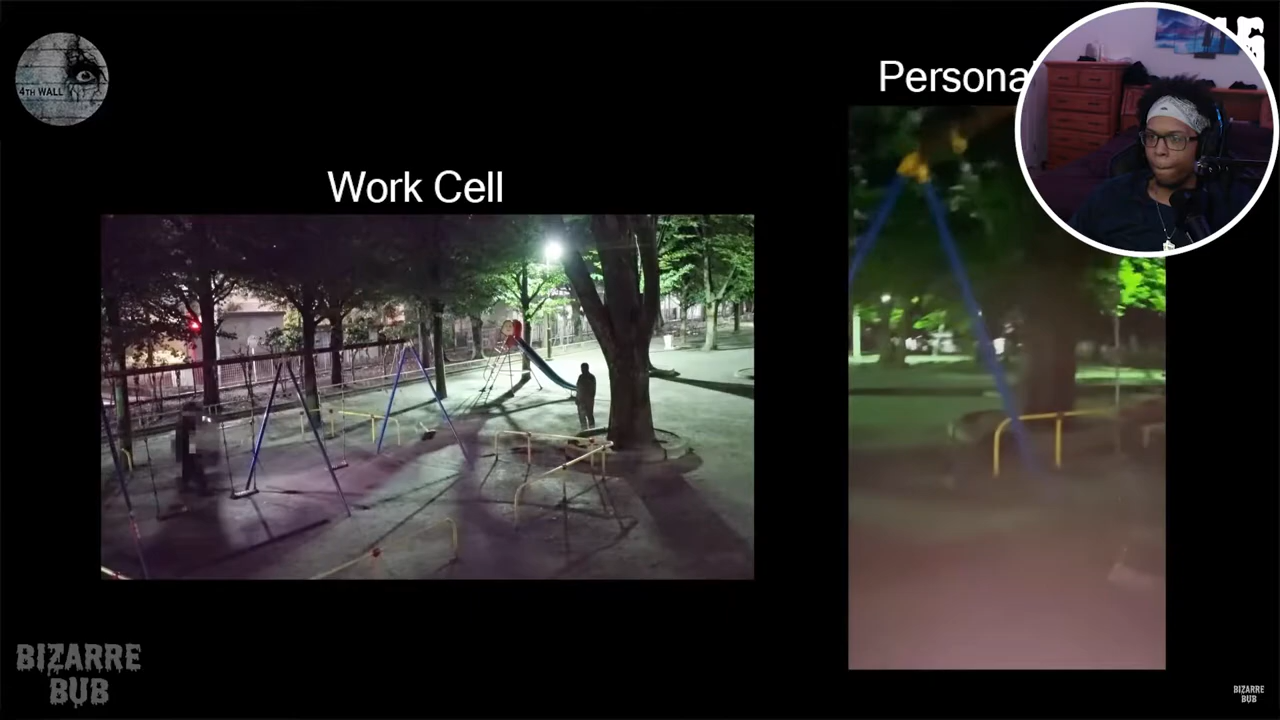 4TH WALL
Persona
Work Cell
BIZARRE
BUB
BIZARRE
BUB